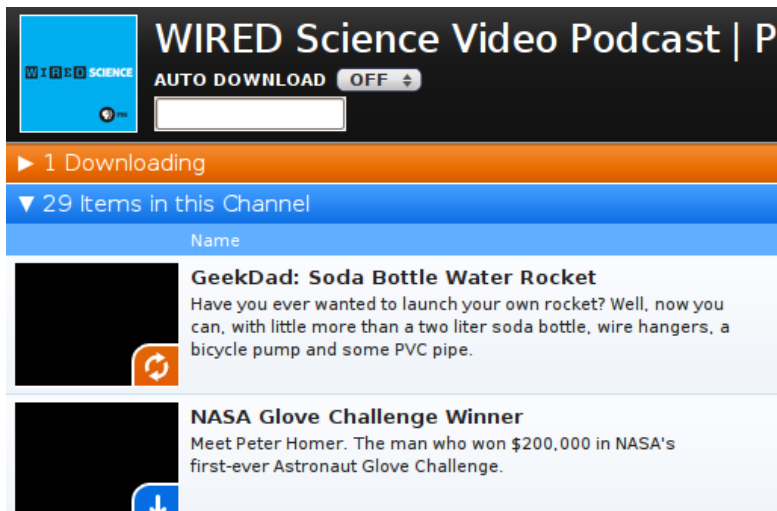 WIRED Science Video Podcast | P
WIRED SCIENCE
AUTO DOWNLOAD OFF
PBS
1 Downloading
29 Items in this Channel
Name
GeekDad: Soda Bottle Water Rocket
Have you ever wanted to launch your own rocket? Well, now you
can, with little more than a two liter soda bottle, wire hangers, a
bicycle pump and some PVC pipe.
NASA Glove Challenge Winner
Meet Peter Homer. The man who won $200,000 in NASA's
first-ever Astronaut Glove Challenge.